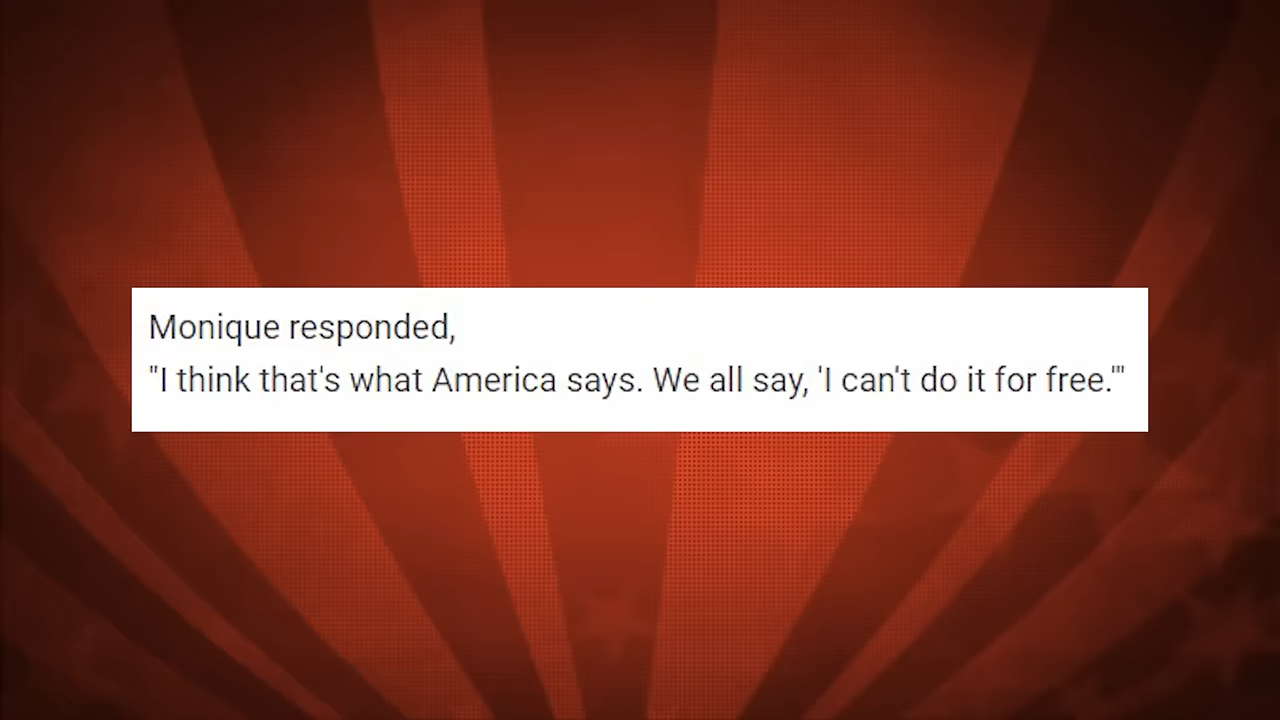 Monique responded,
"I think that's what America says. We all say, 'I can't do it for free.'"